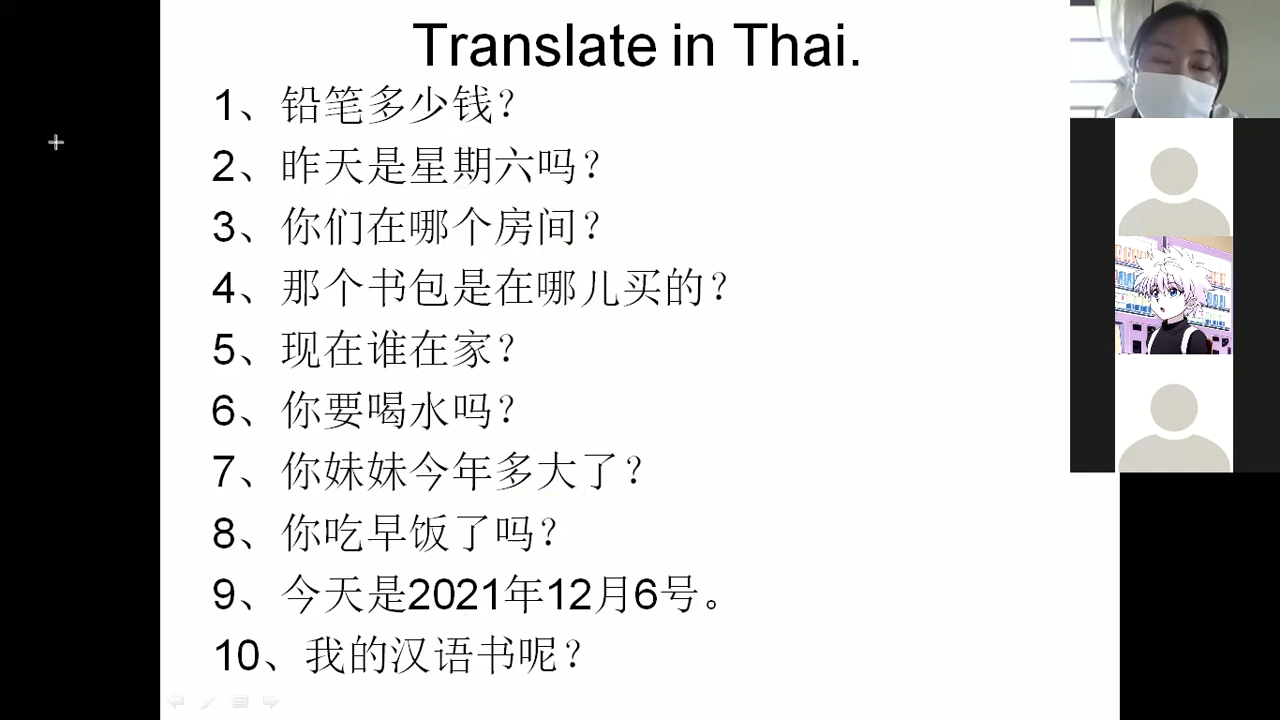 Translate in Thai.
1、铅笔多少钱？
2、昨天是星期六吗？
3、你们在哪个房间？
4、那个书包是在哪儿买的？
5、现在谁在家？
6、你要喝水吗？
7、你妹妹今年多大了？
8、你吃早饭了吗？
9、今天是2021年12月6号。
10、我的汉语书呢？